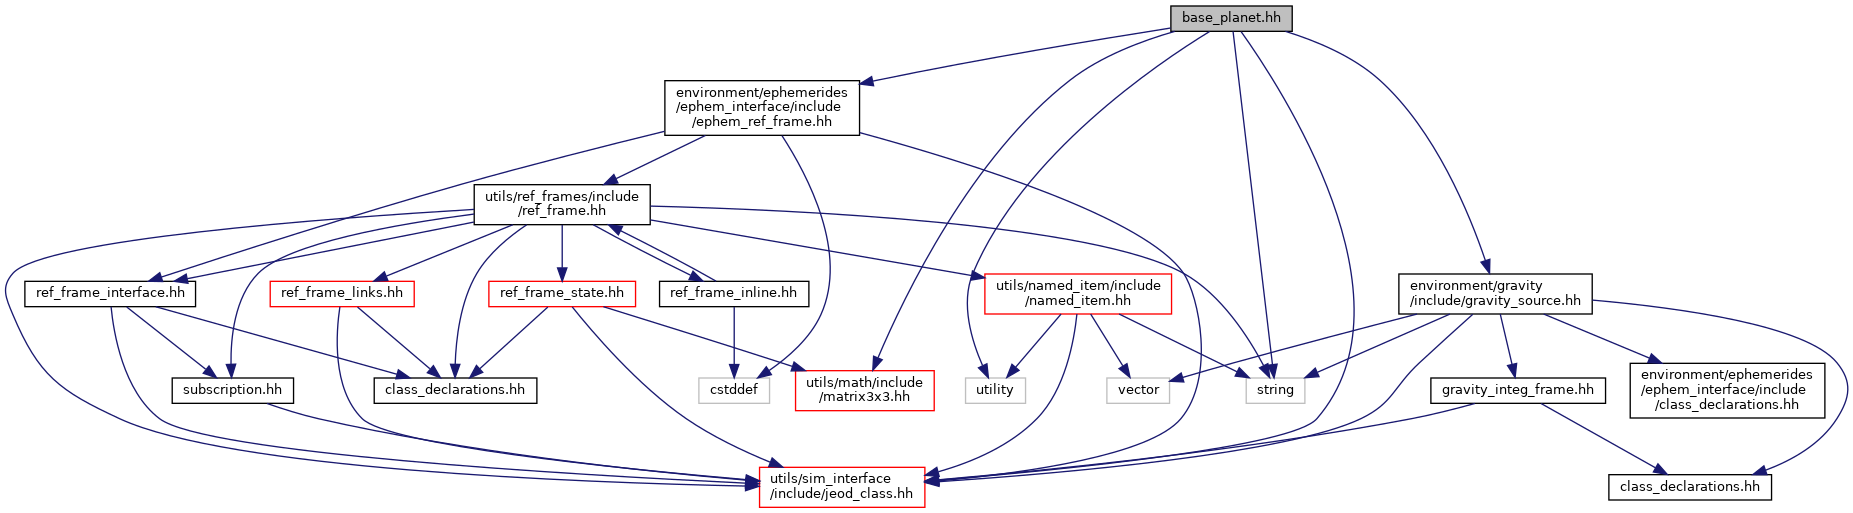 base_planet.hh
environment/ephemerides
/ephem_interface/include
/ephem_ref_frame.hh
utils/ref_frames/include
/ref_frame.hh
ref_frame_interface.hh
ref_frame_links.hh
ref_frame_state.hh
ref_frame_inline.hh
utils/named_item/include
/named_item.hh
environment/gravity
/include/gravity_source.hh
subscription.hh
class_declarations.hh
cstddef
utils/math/include
/matrix3x3.hh
utility
vector
string
gravity_integ_frame.hh
environment/ephemerides
/ephem_interface/include
/class_declarations.hh
utils/sim_interface
/include/jeod_class.hh
class_declarations.hh